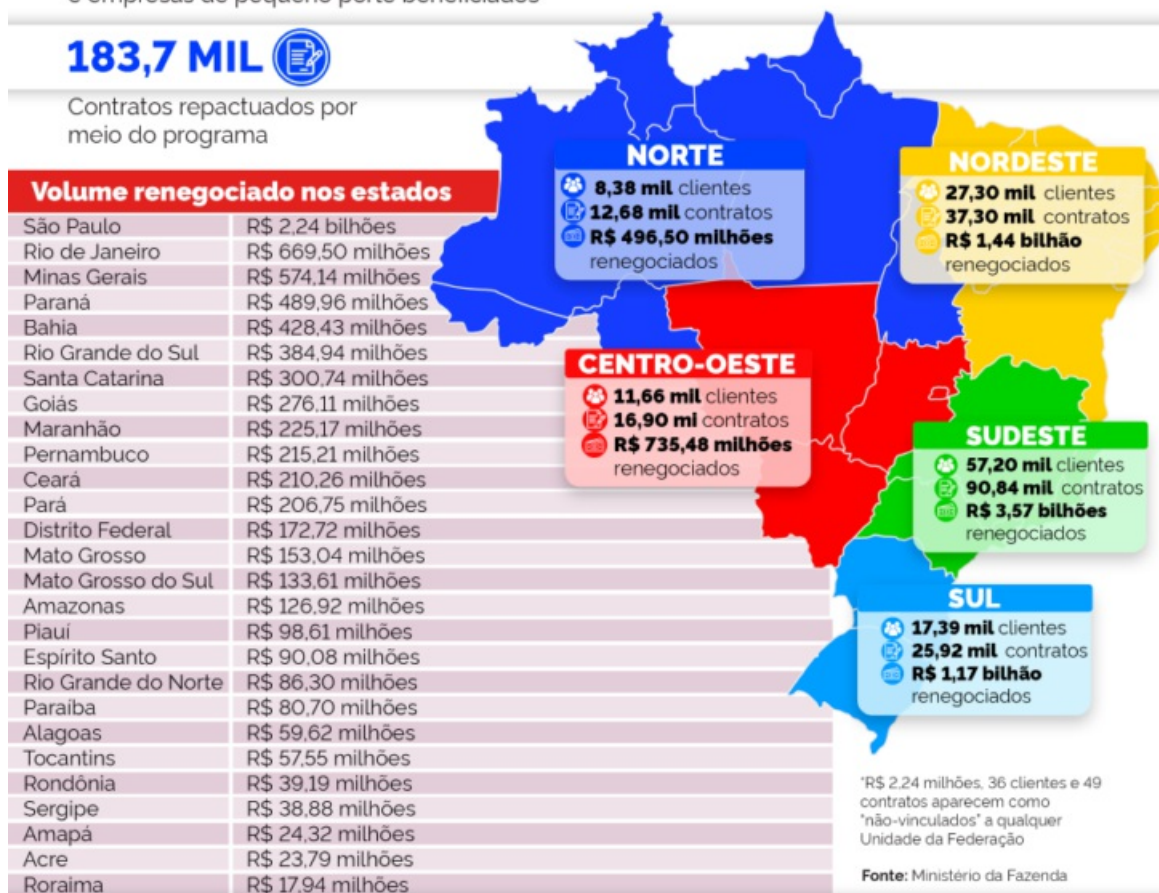 e empresas de pequeno porte beneficiados
183,7 MIL
Contratos repactuados por
meio do programa
Volume renegociado nos estados
São Paulo R$ 2,24 bilhões
Rio de Janeiro R$ 669,50 milhões
Minas Gerais R$ 574,14 milhões
Paraná R$ 489,96 milhões
Bahia R$ 428,43 milhões
Rio Grande do Sul R$ 384,94 milhões
Santa Catarina R$ 300,74 milhões
Goiás R$ 276,11 milhões
Maranhão R$ 225,17 milhões
Pernambuco R$ 215,21 milhões
Ceará R$ 210,26 milhões
Pará R$ 206,75 milhões
Distrito Federal R$ 172,72 milhões
Mato Grosso R$ 153,04 milhões
Mato Grosso do Sul R$ 133,61 milhões
Amazonas R$ 126,92 milhões
Piauí R$ 98,61 milhões
Espírito Santo R$ 90,08 milhões
Rio Grande do Norte R$ 86,30 milhões
Paraíba R$ 80,70 milhões
Alagoas R$ 59,62 milhões
Tocantins R$ 57,55 milhões
Rondônia R$ 39,19 milhões
Sergipe R$ 38,88 milhões
Amapá R$ 24,32 milhões
Acre R$ 23,79 milhões
Roraima R$ 17,94 milhões
NORTE
8,38 mil clientes
12,68 mil contratos
R$ 496,50 milhões
renegociados
NORDESTE
27,30 mil clientes
37,30 mil contratos
R$ 1,44 bilhão
renegociados
CENTRO-OESTE
11,66 mil clientes
16,90 mi contratos
R$ 735,48 milhões
renegociados
SUDESTE
57,20 mil clientes
90,84 mil contratos
R$ 3,57 bilhões
renegociados
SUL
17,39 mil clientes
25,92 mil contratos
R$ 1,17 bilhão
renegociados
*R$ 2,24 milhões, 36 clientes e 49
contratos aparecem como
"não-vinculados" a qualquer
Unidade da Federação
Fonte: Ministério da Fazenda